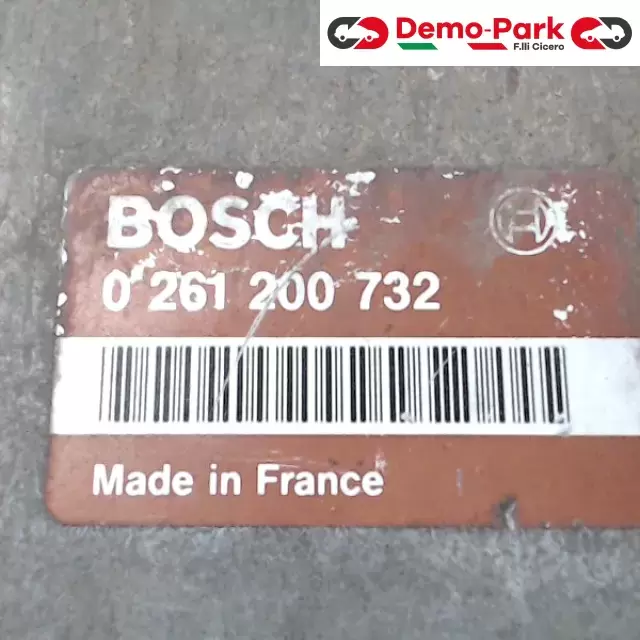 Demo-Park
F.lli Cicero
BOSCH
0 261 200 732
Made in France